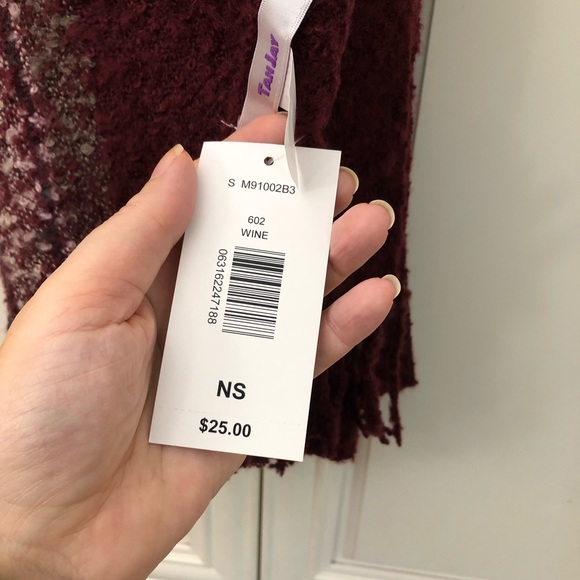 TANJAY
S M91002B3
602
WINE
063162247188
NS
$25.00